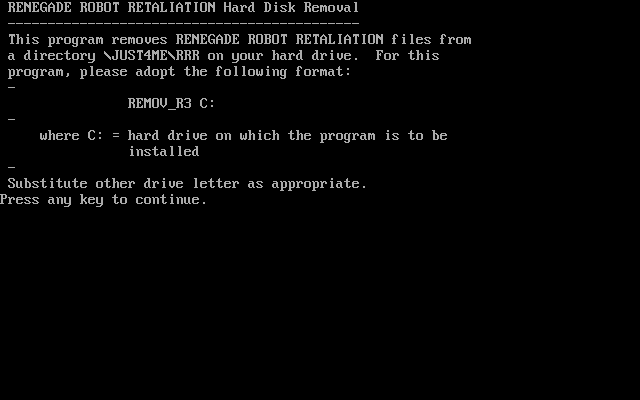 RENEGADE ROBOT RETALIATION Hard Disk Removal
--------------------------------------------
This program removes RENEGADE ROBOT RETALIATION files from
a directory \JUST4ME\RRR on your hard drive.  For this
program, please adopt the following format:
_
REMOV_R3 C:
_
where C: = hard drive on which the program is to be
installed
_
Substitute other drive letter as appropriate.
Press any key to continue.